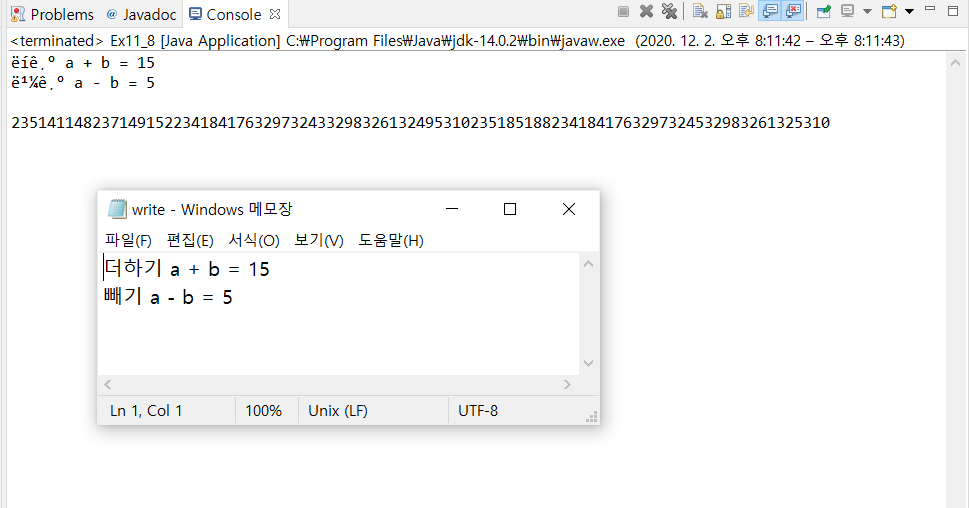 Problems @ Javadoc Console
<terminated> Ex11_8 [Java Application] C:₩Program Files₩Java₩jdk-14.0.2₩bin₩javaw.exe (2020. 12. 2. 오후 8:11:42 – 오후 8:11:43)
ëíê¸º a + b = 15
ë¹¼ê¸º a - b = 5
2351411482371491522341841763297324332983261324953102351851882341841763297324532983261325310
write - Windows 메모장
파일(F) 편집(E) 서식(O) 보기(V) 도움말(H)
더하기 a + b = 15
빼기 a - b = 5
Ln 1, Col 1 100% Unix (LF) UTF-8